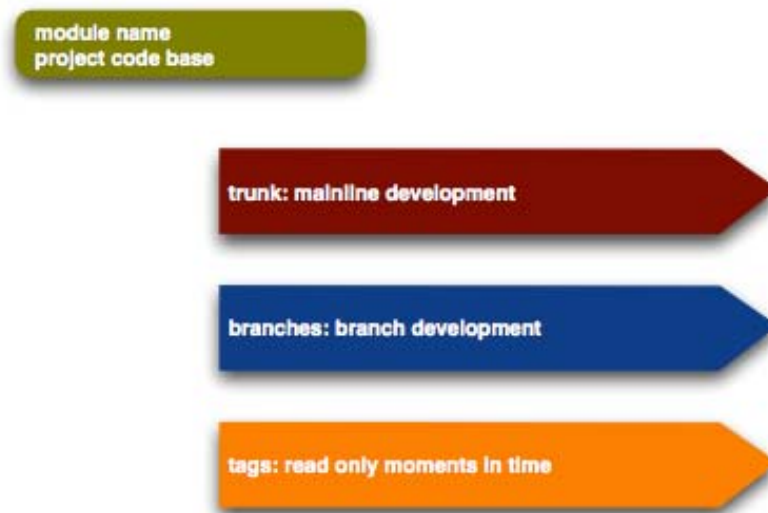 module name
project code base
trunk: mainline development
branches: branch development
tags: read only moments in time